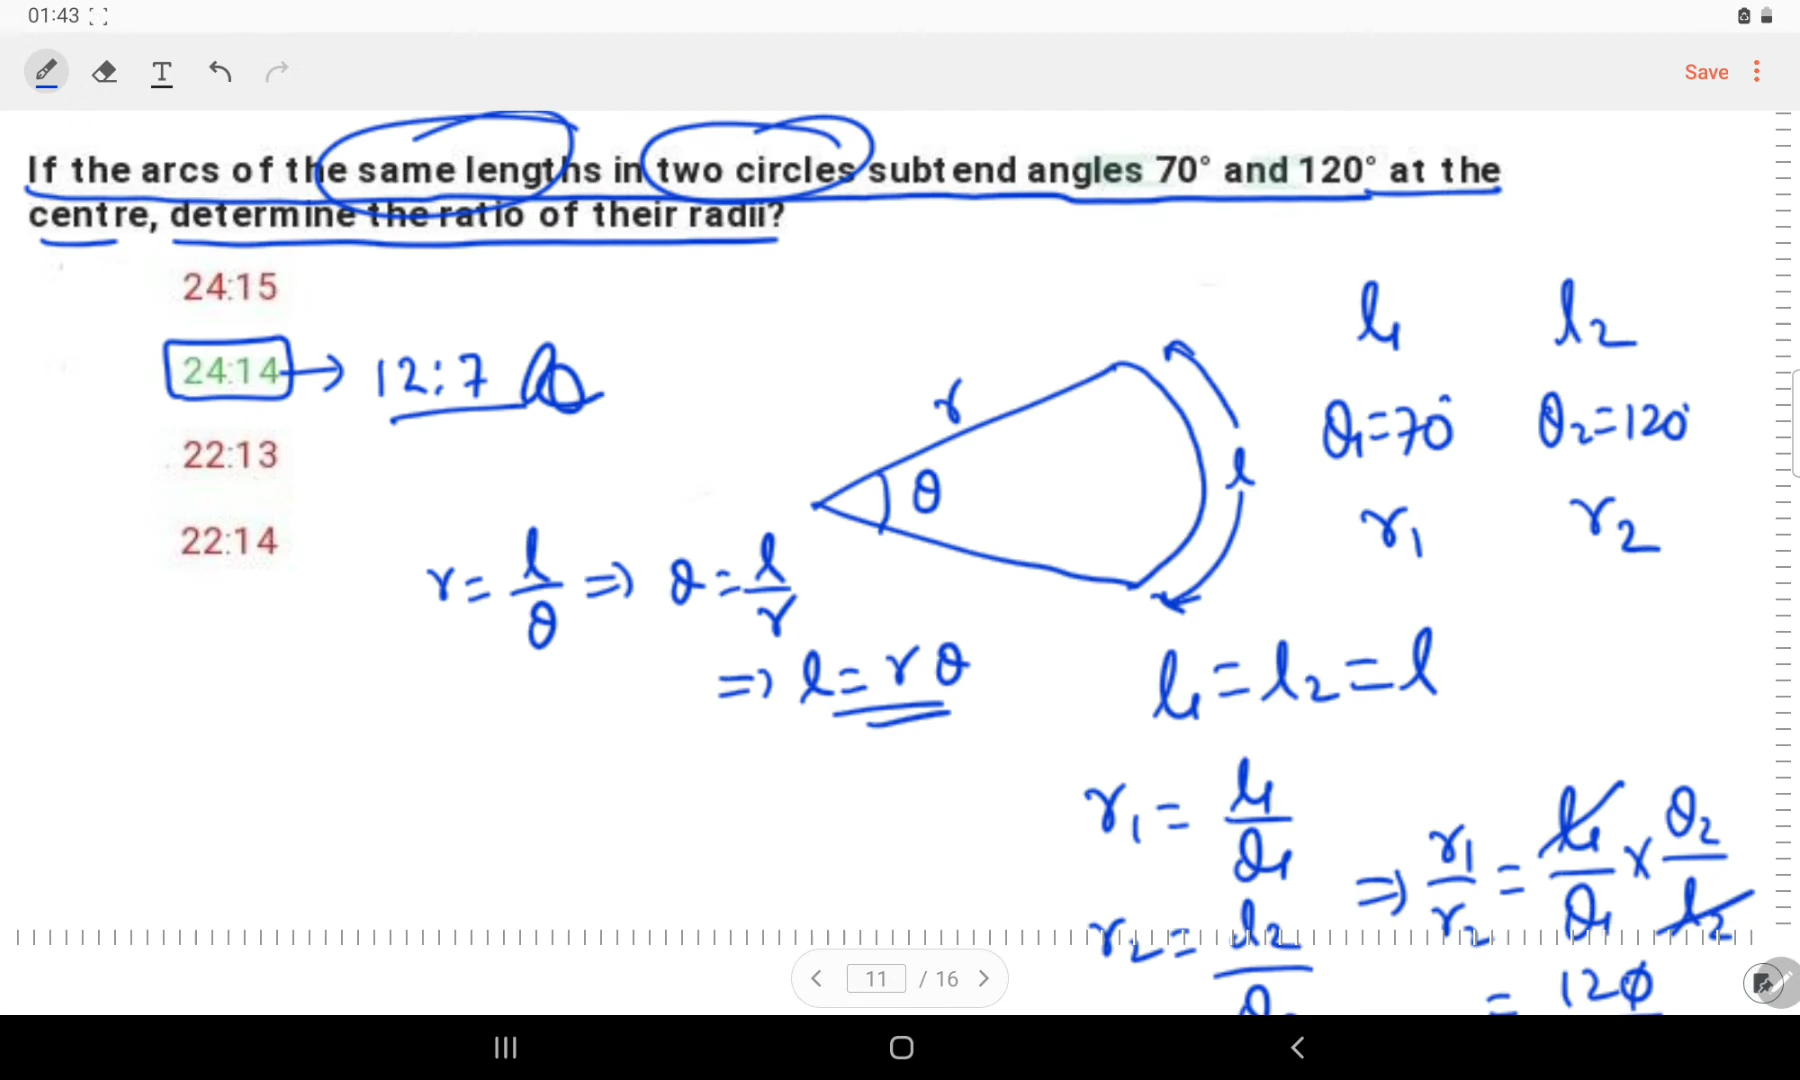 01:43
T
Save
If the arcs of the same lengths in two circles subtend angles 70° and 120° at the
centre, determine the ratio of their radii?
24:15
24:14 → 12:7
22:13
22:14
r
θ
l
l1 l2
θ1=70° θ2=120°
r1 r2
r = l/θ ⇒ θ = l/r
⇒ l = rθ
l1 = l2 = l
r1 = l1/θ1
r2 = l2/θ
⇒ r1/r2 = l1/θ1 × θ2/l2
= 120
11 / 16